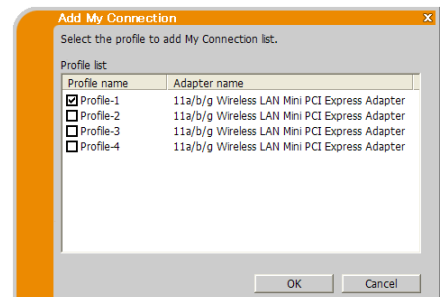 Add My Connection x
Select the profile to add My Connection list.
Profile list
Profile name Adapter name
Profile-1 11a/b/g Wireless LAN Mini PCI Express Adapter
Profile-2 11a/b/g Wireless LAN Mini PCI Express Adapter
Profile-3 11a/b/g Wireless LAN Mini PCI Express Adapter
Profile-4 11a/b/g Wireless LAN Mini PCI Express Adapter
OK Cancel